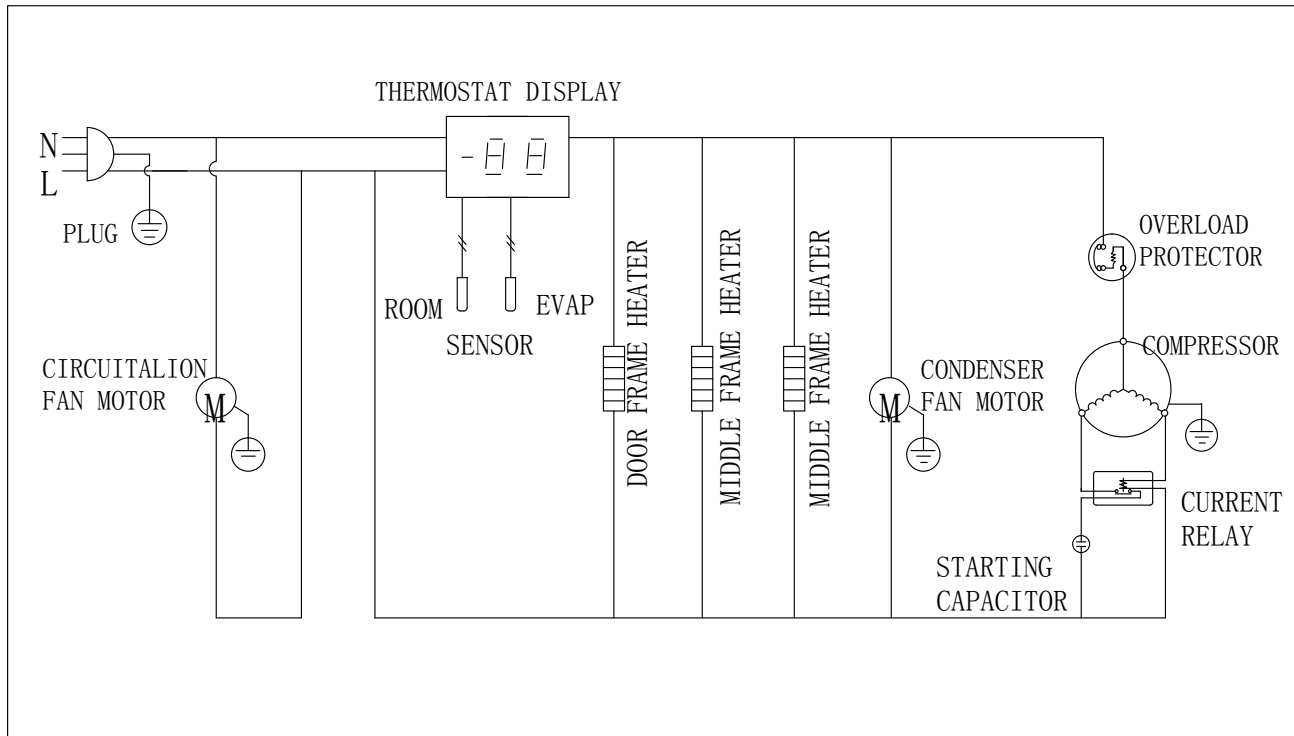 THERMOSTAT DISPLAY
N
L
PLUG
ROOM
EVAP
SENSOR
CIRCUITALION
FAN MOTOR
M
DOOR FRAME HEATER
MIDDLE FRAME HEATER
MIDDLE FRAME HEATER
CONDENSER
FAN MOTOR
M
OVERLOAD
PROTECTOR
COMPRESSOR
CURRENT
RELAY
STARTING
CAPACITOR